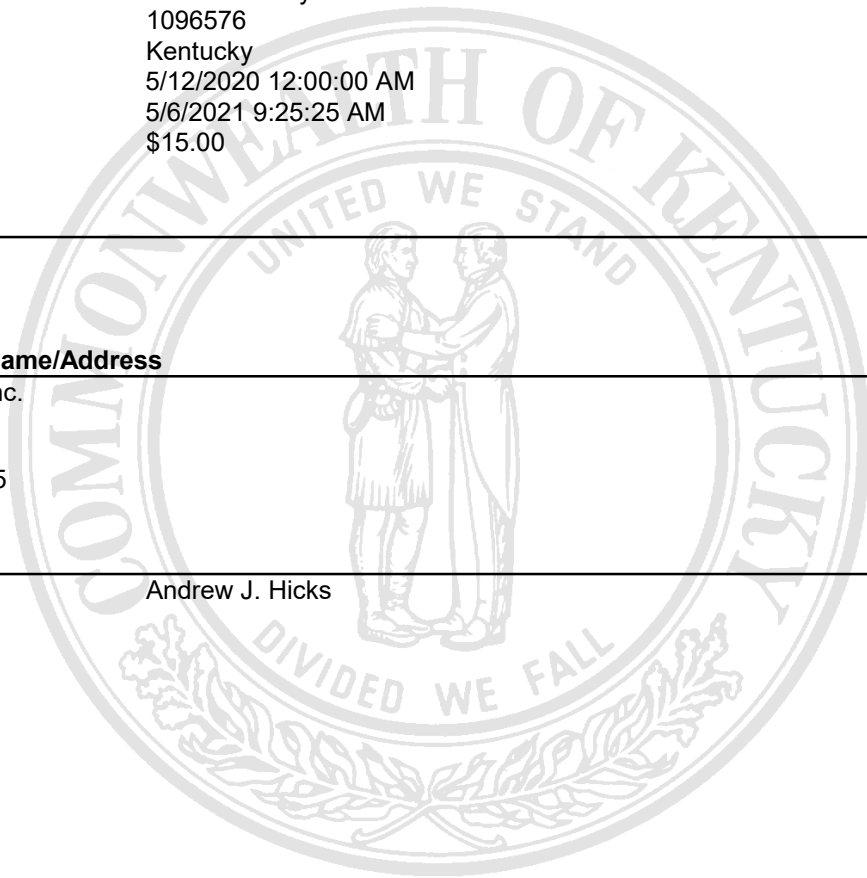 1096576
Kentucky
5/12/2020 12:00:00 AM
5/6/2021 9:25:25 AM
$15.00
COMMONWEALTH OF KENTUCKY
UNITED WE STAND
ame/Address
nc.
5
Andrew J. Hicks
DIVIDED WE FALL